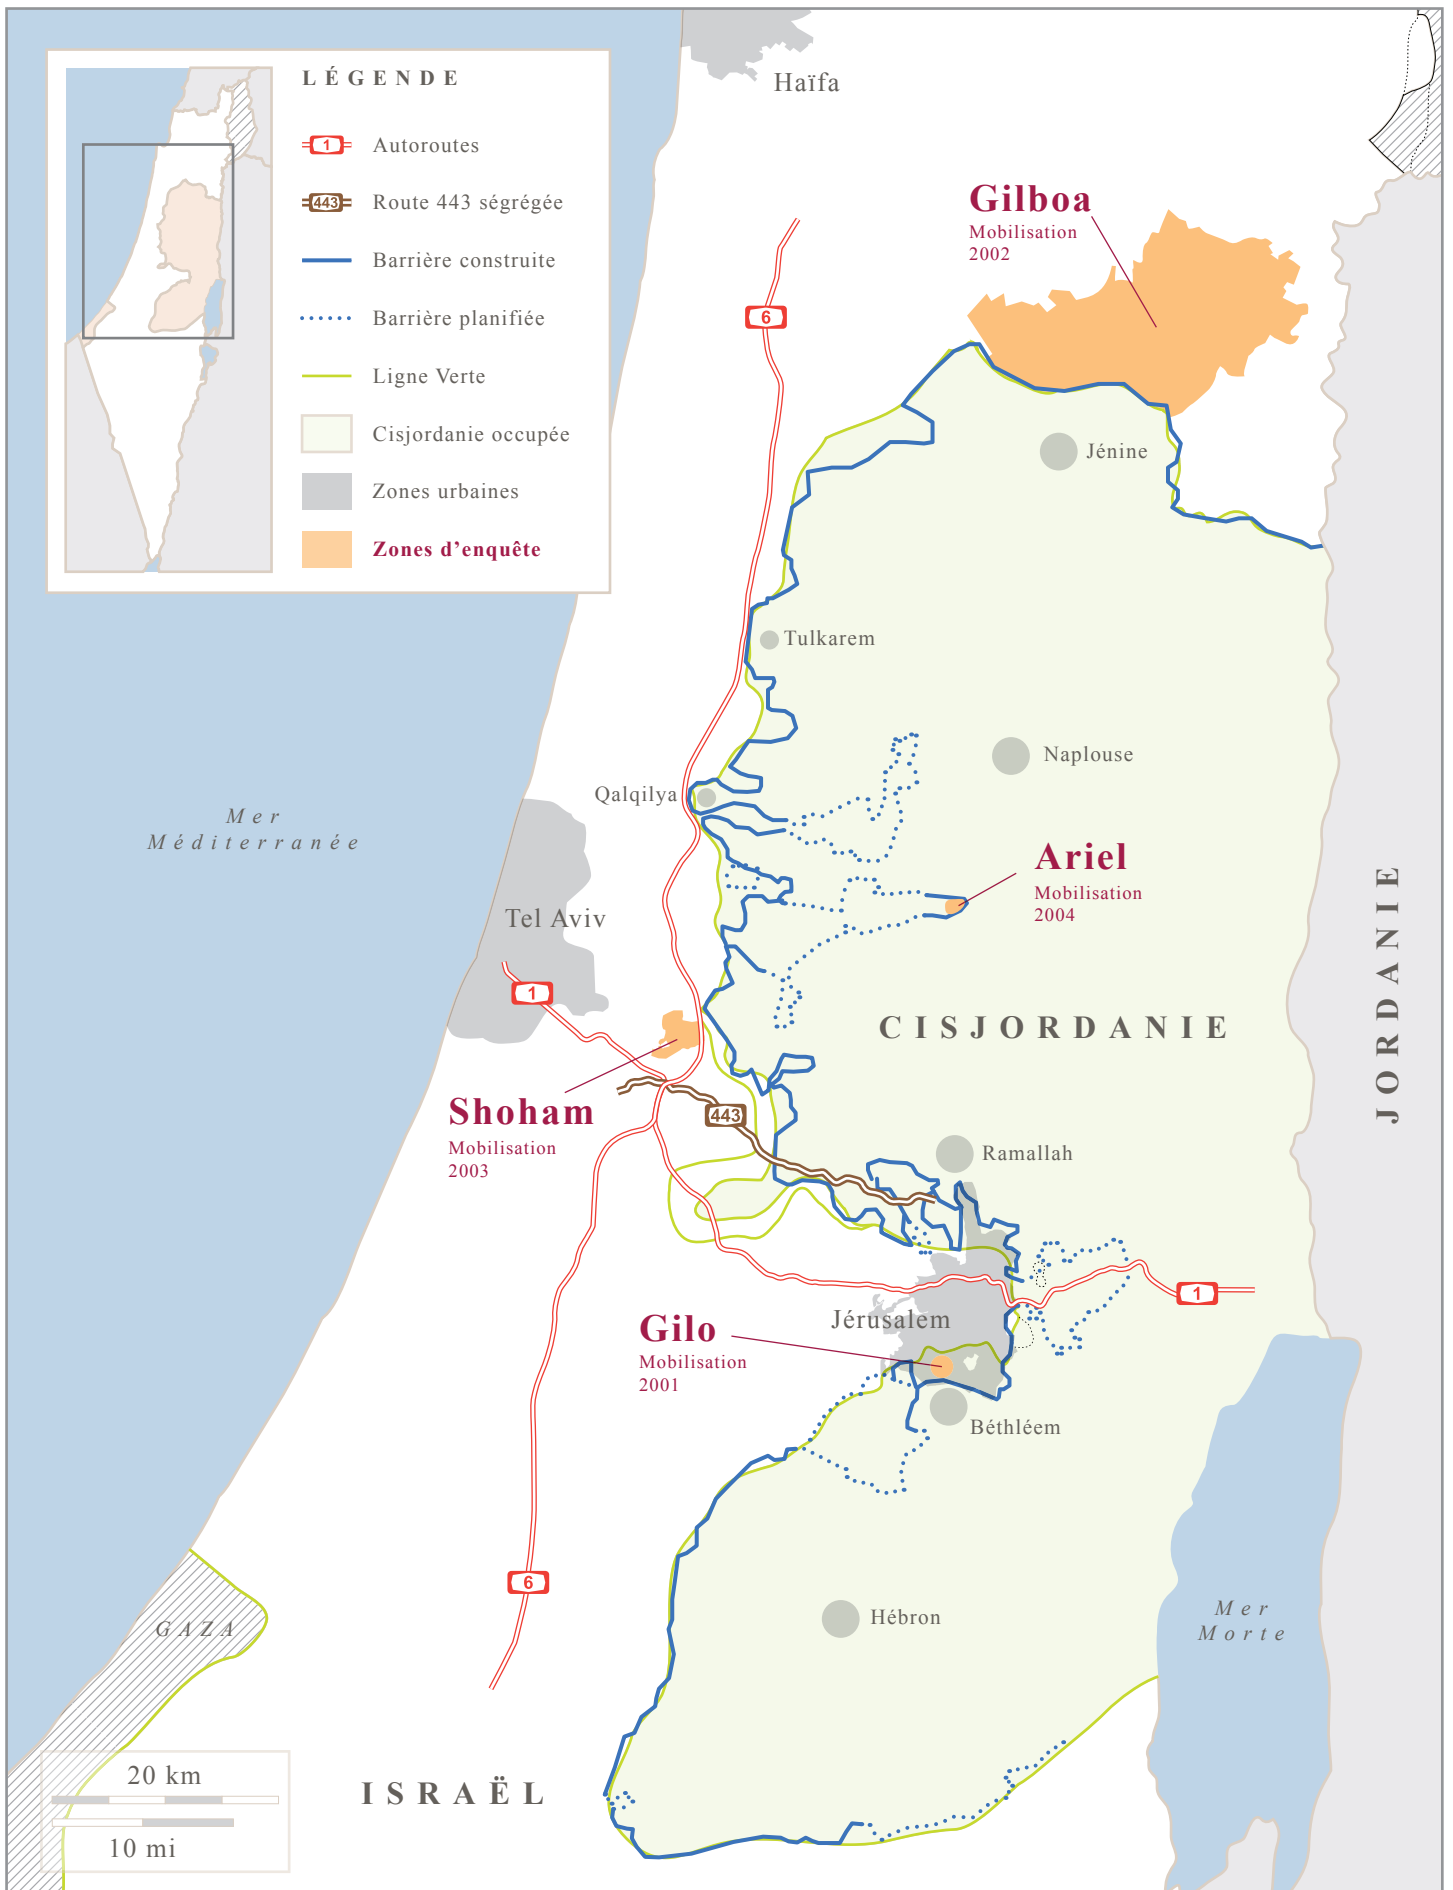 LÉGENDE
1
Autoroutes
443
Route 443 ségrégée
Barrière construite
Barrière planifiée
Ligne Verte
Cisjordanie occupée
Zones urbaines
Zones d'enquête
Haïfa
Gilboa
Mobilisation
2002
6
Jénine
Tulkarem
Naplouse
Qalqilya
Mer
Méditerranée
Ariel
Mobilisation
2004
Tel Aviv
1
CISJORDANIE
JORDANIE
Shoham
Mobilisation
2003
443
Ramallah
1
Jérusalem
Gilo
Mobilisation
2001
Béthléem
6
GAZA
Hébron
Mer
Morte
20 km
10 mi
ISRAËL